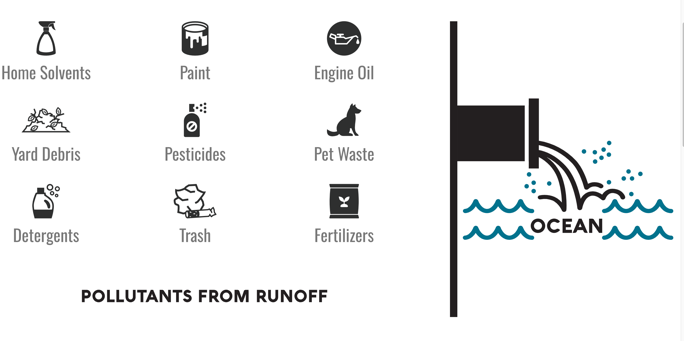 Home Solvents
Paint
Engine Oil
Yard Debris
Pesticides
Pet Waste
Detergents
Trash
Fertilizers
OCEAN
POLLUTANTS FROM RUNOFF